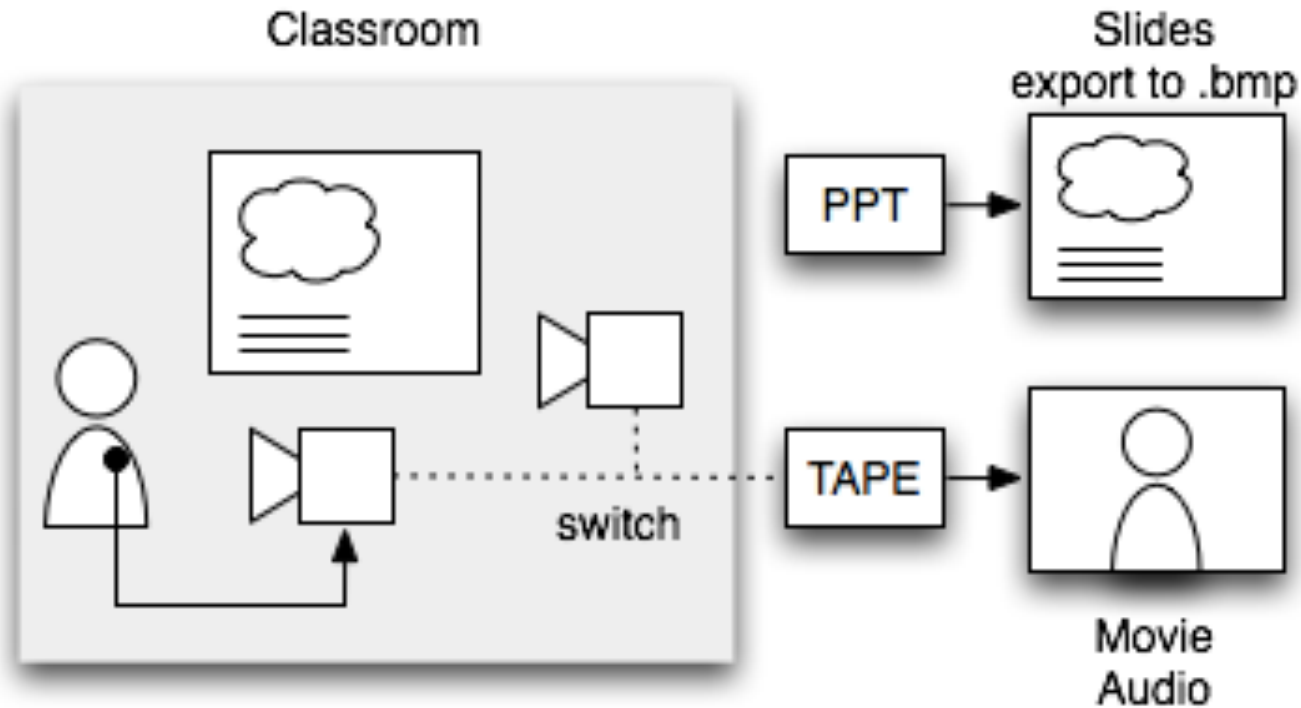 Classroom
Slides
export to .bmp
PPT
TAPE
switch
Movie
Audio